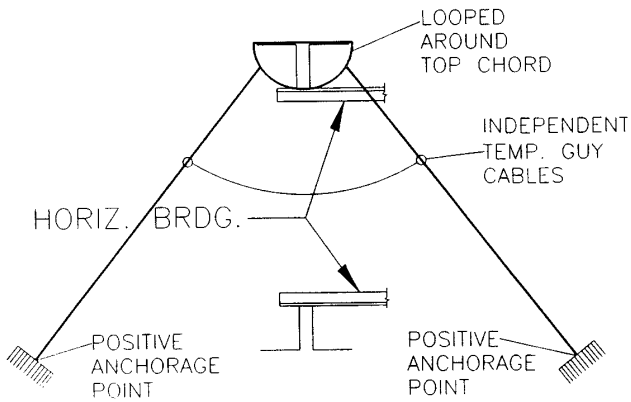 LOOPED
AROUND
TOP CHORD
INDEPENDENT
TEMP. GUY
CABLES
HORIZ. BRDG.
POSITIVE
ANCHORAGE
POINT
POSITIVE
ANCHORAGE
POINT